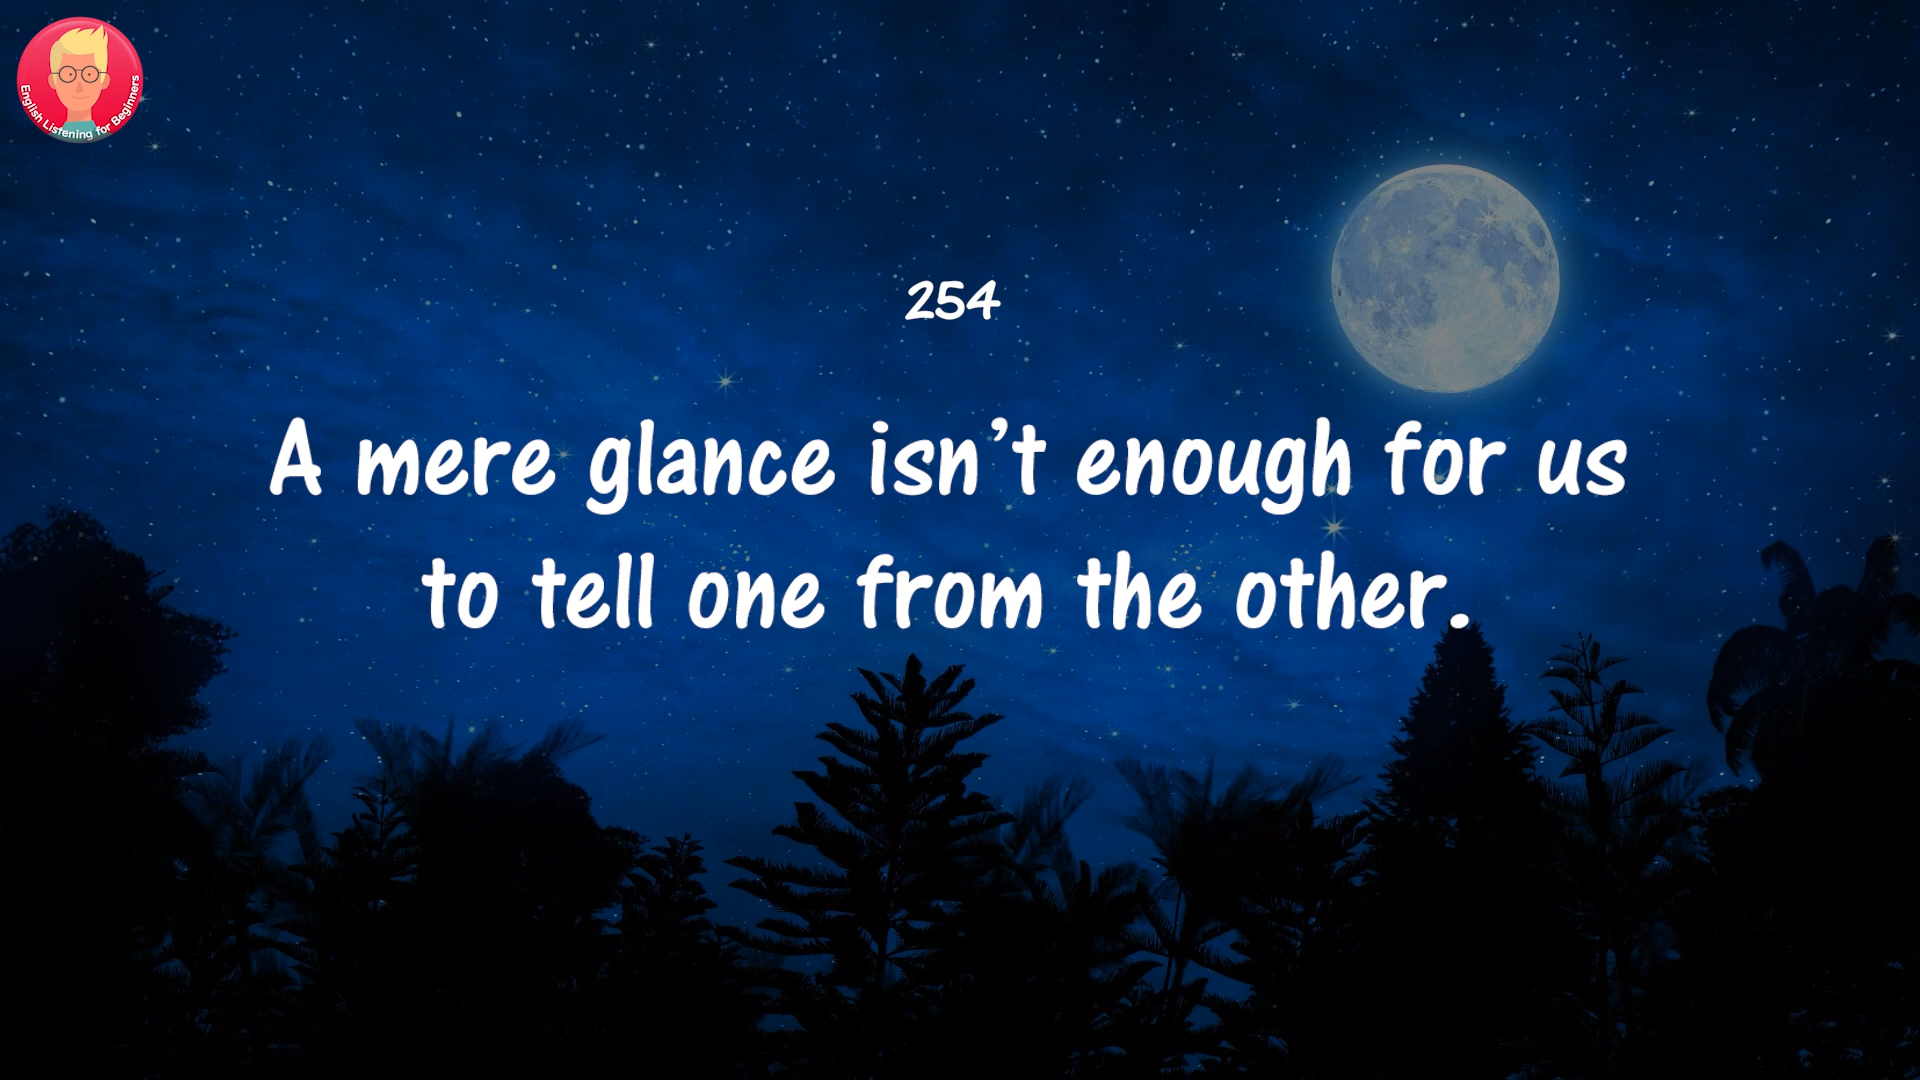 English Listening for Beginners
254
A mere glance isn’t enough for us
to tell one from the other.